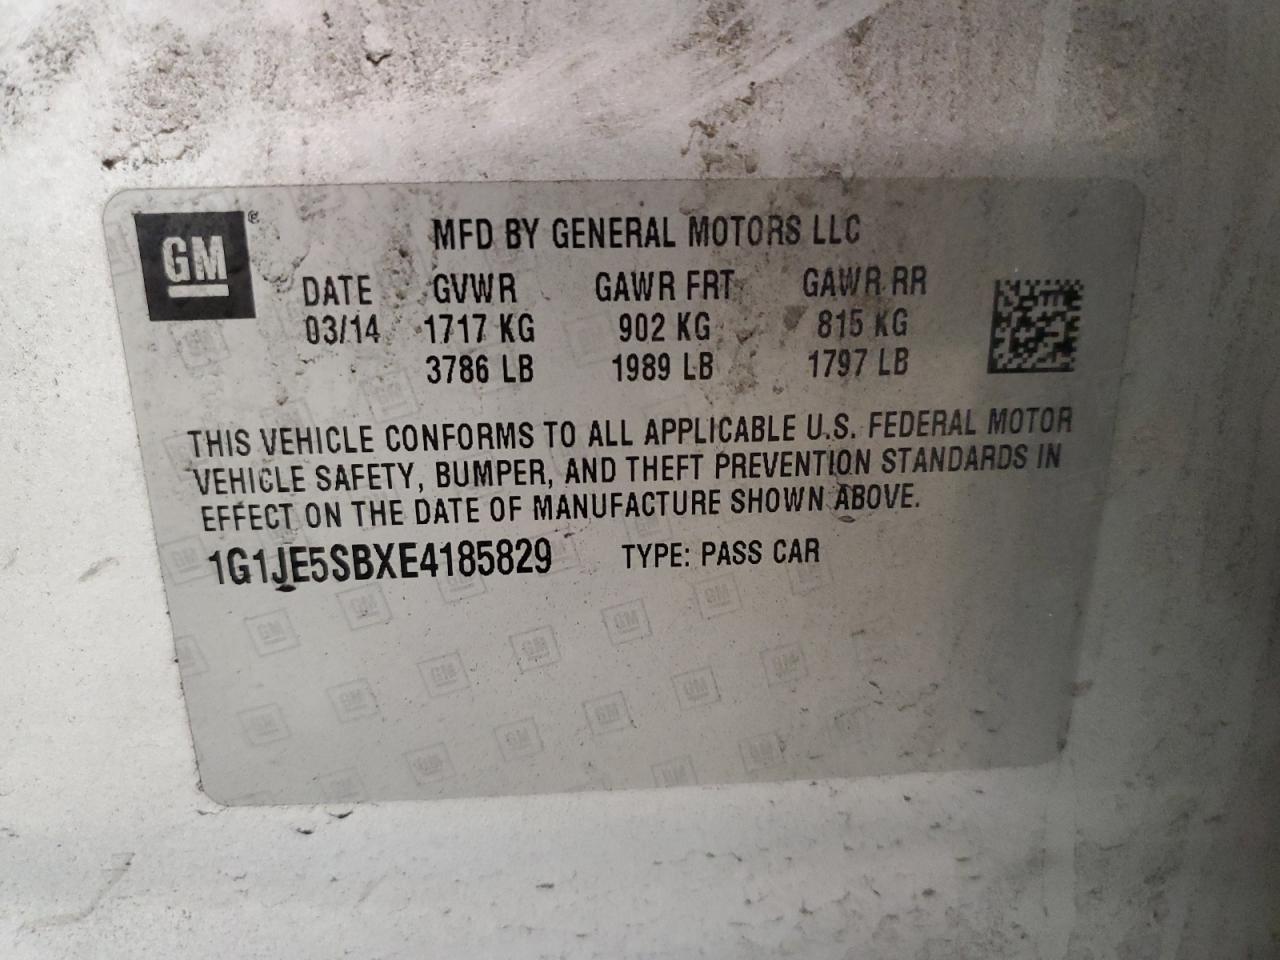 GM®
MFD BY GENERAL MOTORS LLC
DATE GVWR GAWR FRT GAWR RR
03/14 1717 KG 902 KG 815 KG
3786 LB 1989 LB 1797 LB
THIS VEHICLE CONFORMS TO ALL APPLICABLE U.S. FEDERAL MOTOR
VEHICLE SAFETY, BUMPER, AND THEFT PREVENTION STANDARDS IN
EFFECT ON THE DATE OF MANUFACTURE SHOWN ABOVE.
1G1JE5SBXE4185829 TYPE: PASS CAR